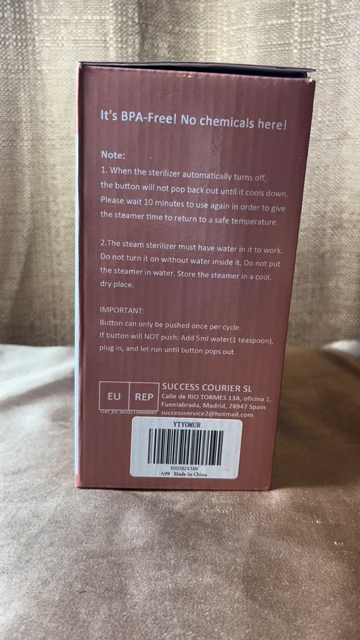 It's BPA-Free! No chemicals here!
Note:
1. When the sterilizer automatically turns off,
the button will not pop back out until it cools down.
Please wait 10 minutes to use again in order to give
the steamer time to return to a safe temperature.
2.The steam sterilizer must have water in it to work.
Do not turn it on without water inside it. Do not put
the steamer in water. Store the steamer in a cool,
dry place.
IMPORTANT:
Button can only be pushed once per cycle.
If button will NOT push: Add 5ml water(1 teaspoon),
plug in, and let run until button pops out.
EU REP
SUCCESS COURIER SL
Calle de RIO TORMES 13A, oficina 1,
Fuenlabrada, Madrid, 28947 Spain
successservice2@hotmail.com
YTYOMUR
Made In China